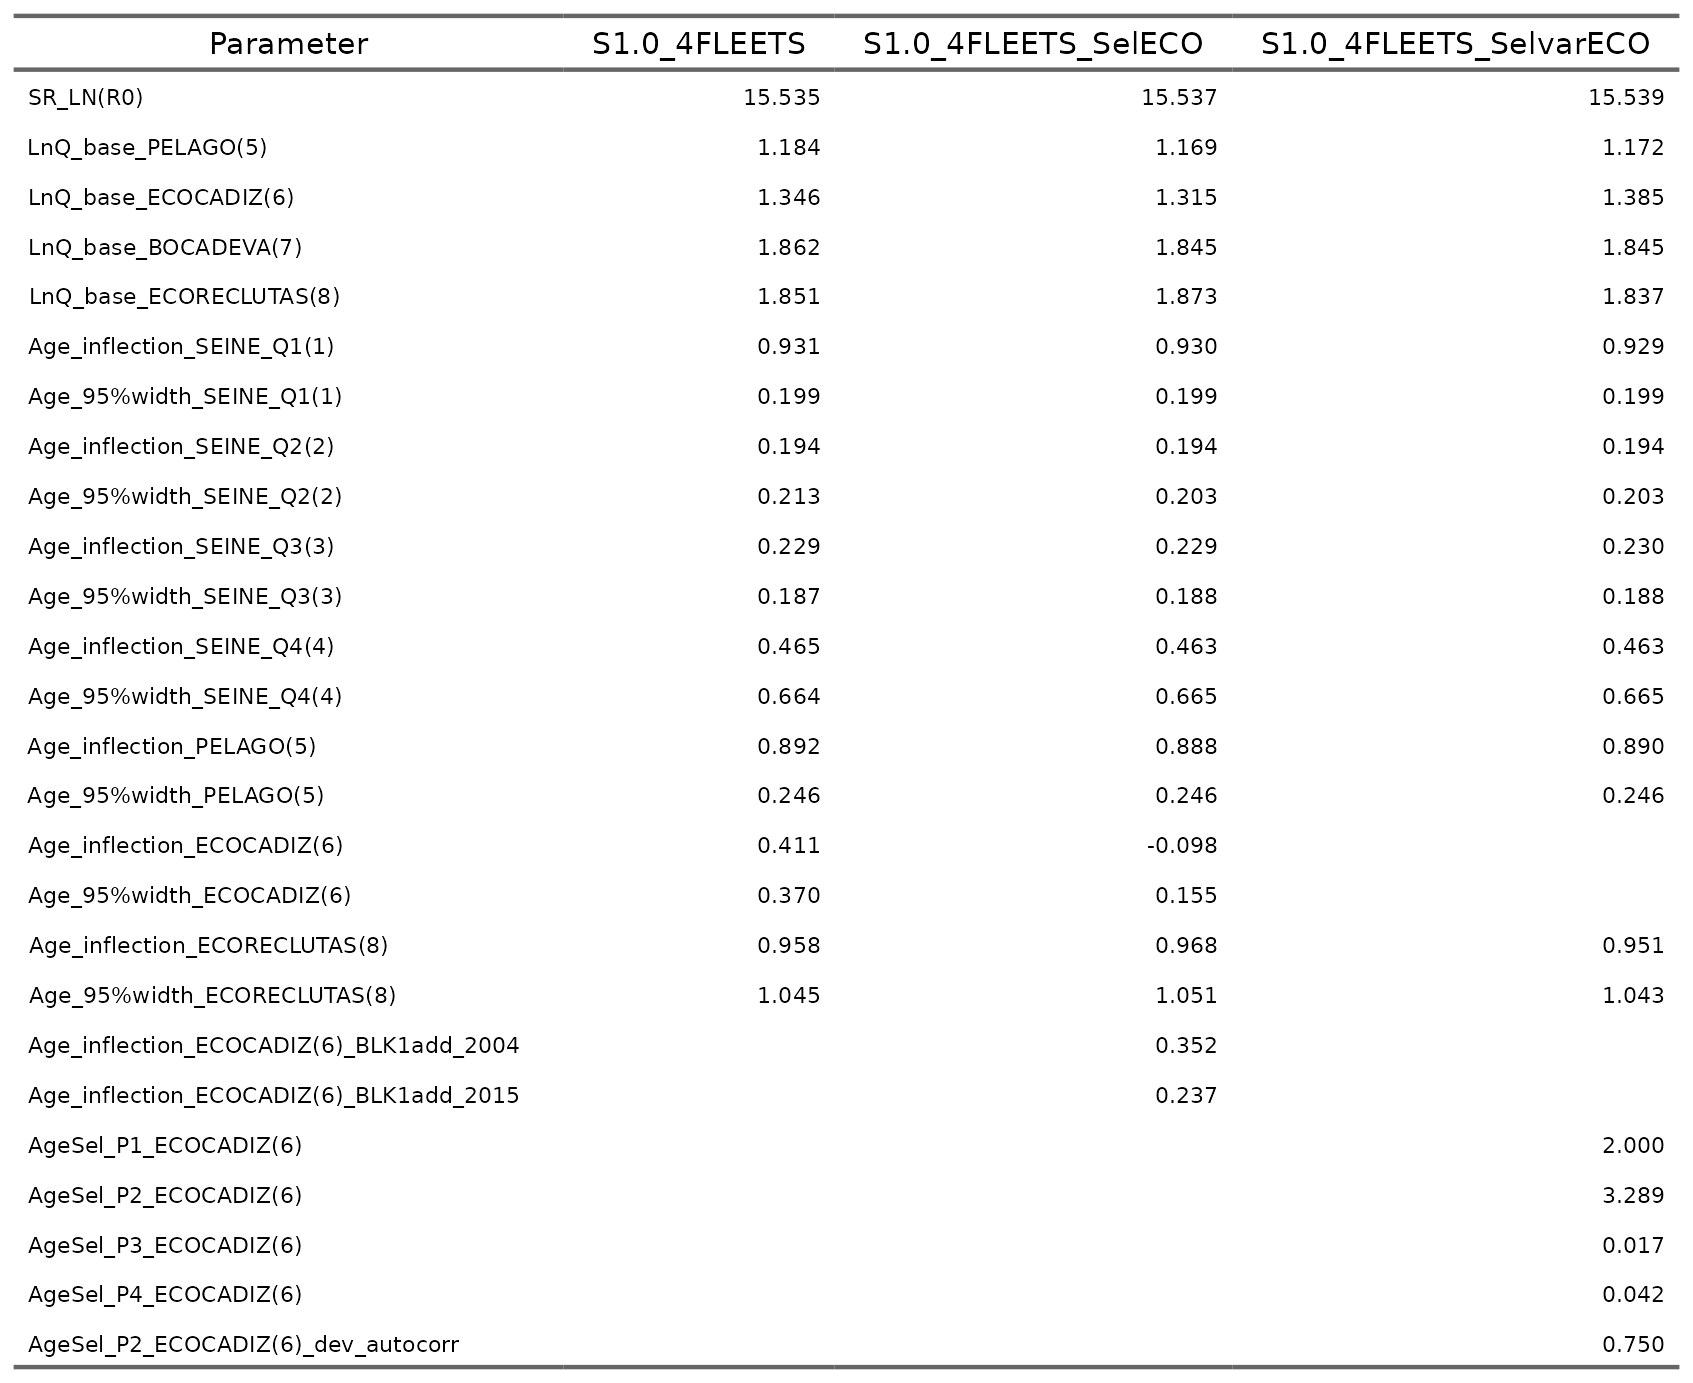 Parameter S1.0_4FLEETS S1.0_4FLEETS_SelECO S1.0_4FLEETS_SelvarECO
SR_LN(R0) 15.535 15.537 15.539
LnQ_base_PELAGO(5) 1.184 1.169 1.172
LnQ_base_ECOCADIZ(6) 1.346 1.315 1.385
LnQ_base_BOCADEVA(7) 1.862 1.845 1.845
LnQ_base_ECORECLUTAS(8) 1.851 1.873 1.837
Age_inflection_SEINE_Q1(1) 0.931 0.930 0.929
Age_95%width_SEINE_Q1(1) 0.199 0.199 0.199
Age_inflection_SEINE_Q2(2) 0.194 0.194 0.194
Age_95%width_SEINE_Q2(2) 0.213 0.203 0.203
Age_inflection_SEINE_Q3(3) 0.229 0.229 0.230
Age_95%width_SEINE_Q3(3) 0.187 0.188 0.188
Age_inflection_SEINE_Q4(4) 0.465 0.463 0.463
Age_95%width_SEINE_Q4(4) 0.664 0.665 0.665
Age_inflection_PELAGO(5) 0.892 0.888 0.890
Age_95%width_PELAGO(5) 0.246 0.246 0.246
Age_inflection_ECOCADIZ(6) 0.411 -0.098
Age_95%width_ECOCADIZ(6) 0.370 0.155
Age_inflection_ECORECLUTAS(8) 0.958 0.968 0.951
Age_95%width_ECORECLUTAS(8) 1.045 1.051 1.043
Age_inflection_ECOCADIZ(6)_BLK1add_2004 0.352
Age_inflection_ECOCADIZ(6)_BLK1add_2015 0.237
AgeSel_P1_ECOCADIZ(6) 2.000
AgeSel_P2_ECOCADIZ(6) 3.289
AgeSel_P3_ECOCADIZ(6) 0.017
AgeSel_P4_ECOCADIZ(6) 0.042
AgeSel_P2_ECOCADIZ(6)_dev_autocorr 0.750